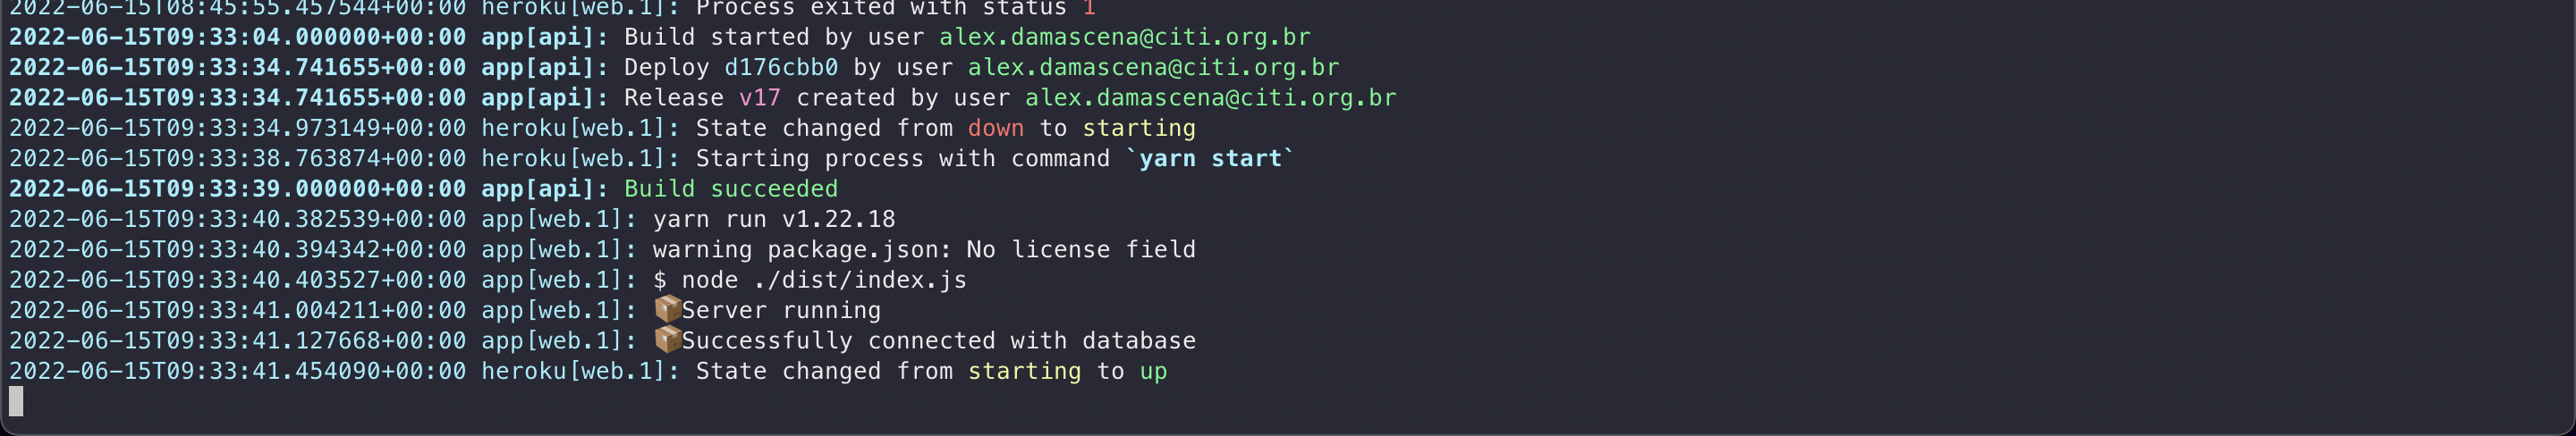 2022-06-15T08:45:55.457544+00:00 heroku[web.1]: Process exited with status 1
2022-06-15T09:33:04.000000+00:00 app[api]: Build started by user alex.damascena@citi.org.br
2022-06-15T09:33:34.741655+00:00 app[api]: Deploy d176cbb0 by user alex.damascena@citi.org.br
2022-06-15T09:33:34.741655+00:00 app[api]: Release v17 created by user alex.damascena@citi.org.br
2022-06-15T09:33:34.973149+00:00 heroku[web.1]: State changed from down to starting
2022-06-15T09:33:38.763874+00:00 heroku[web.1]: Starting process with command `yarn start`
2022-06-15T09:33:39.000000+00:00 app[api]: Build succeeded
2022-06-15T09:33:40.382539+00:00 app[web.1]: yarn run v1.22.18
2022-06-15T09:33:40.394342+00:00 app[web.1]: warning package.json: No license field
2022-06-15T09:33:40.403527+00:00 app[web.1]: $ node ./dist/index.js
2022-06-15T09:33:41.004211+00:00 app[web.1]: 📦Server running
2022-06-15T09:33:41.127668+00:00 app[web.1]: 📦Successfully connected with database
2022-06-15T09:33:41.454090+00:00 heroku[web.1]: State changed from starting to up